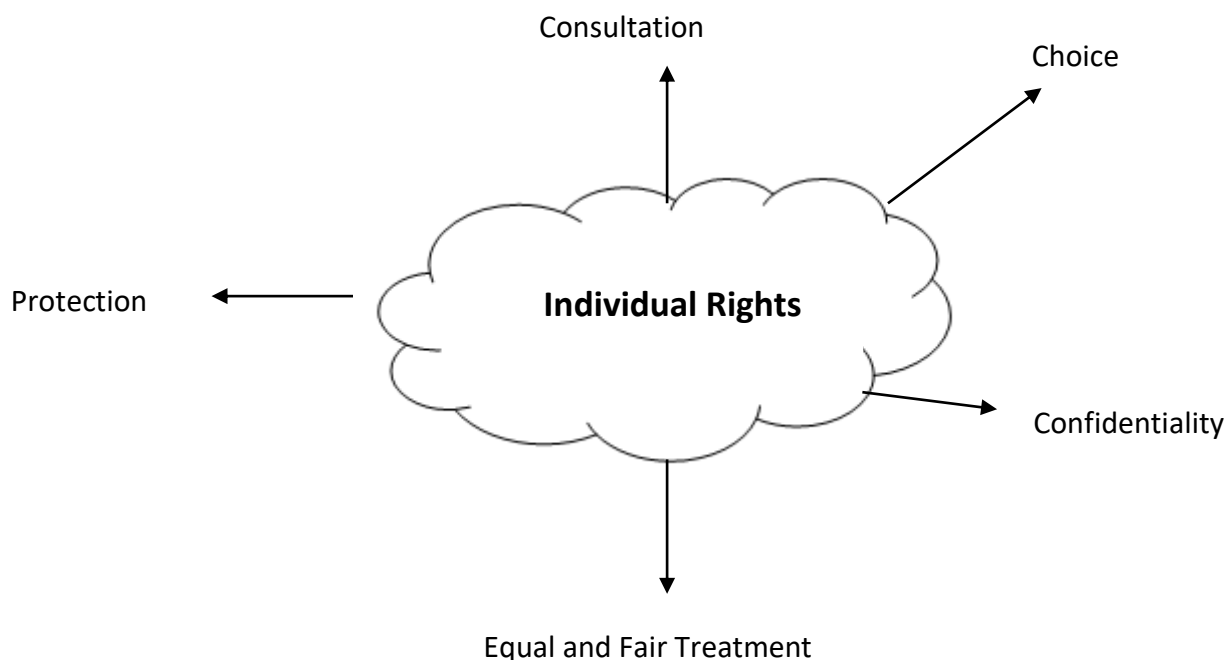 Consultation
Choice
Protection
Individual Rights
Confidentiality
Equal and Fair Treatment